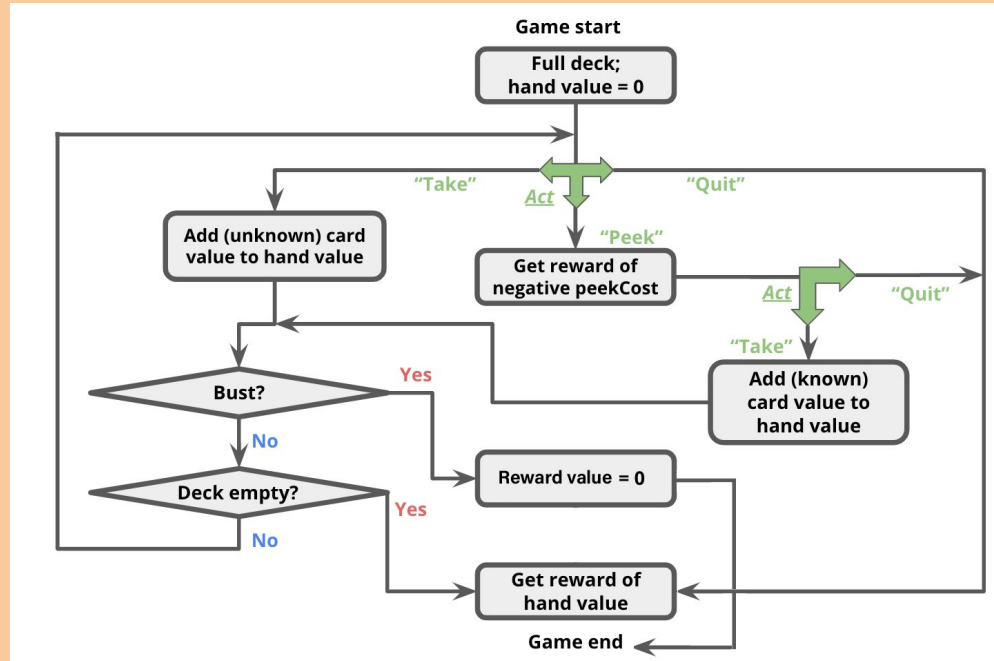 Game start
Full deck;
hand value = 0
“Take”
Act
“Quit”
Add (unknown) card
value to hand value
“Peek”
Get reward of
negative peekCost
Act
“Quit”
“Take”
Add (known)
card value to
hand value
Bust?
Yes
No
Deck empty?
Yes
No
Reward value = 0
Get reward of
hand value
Game end